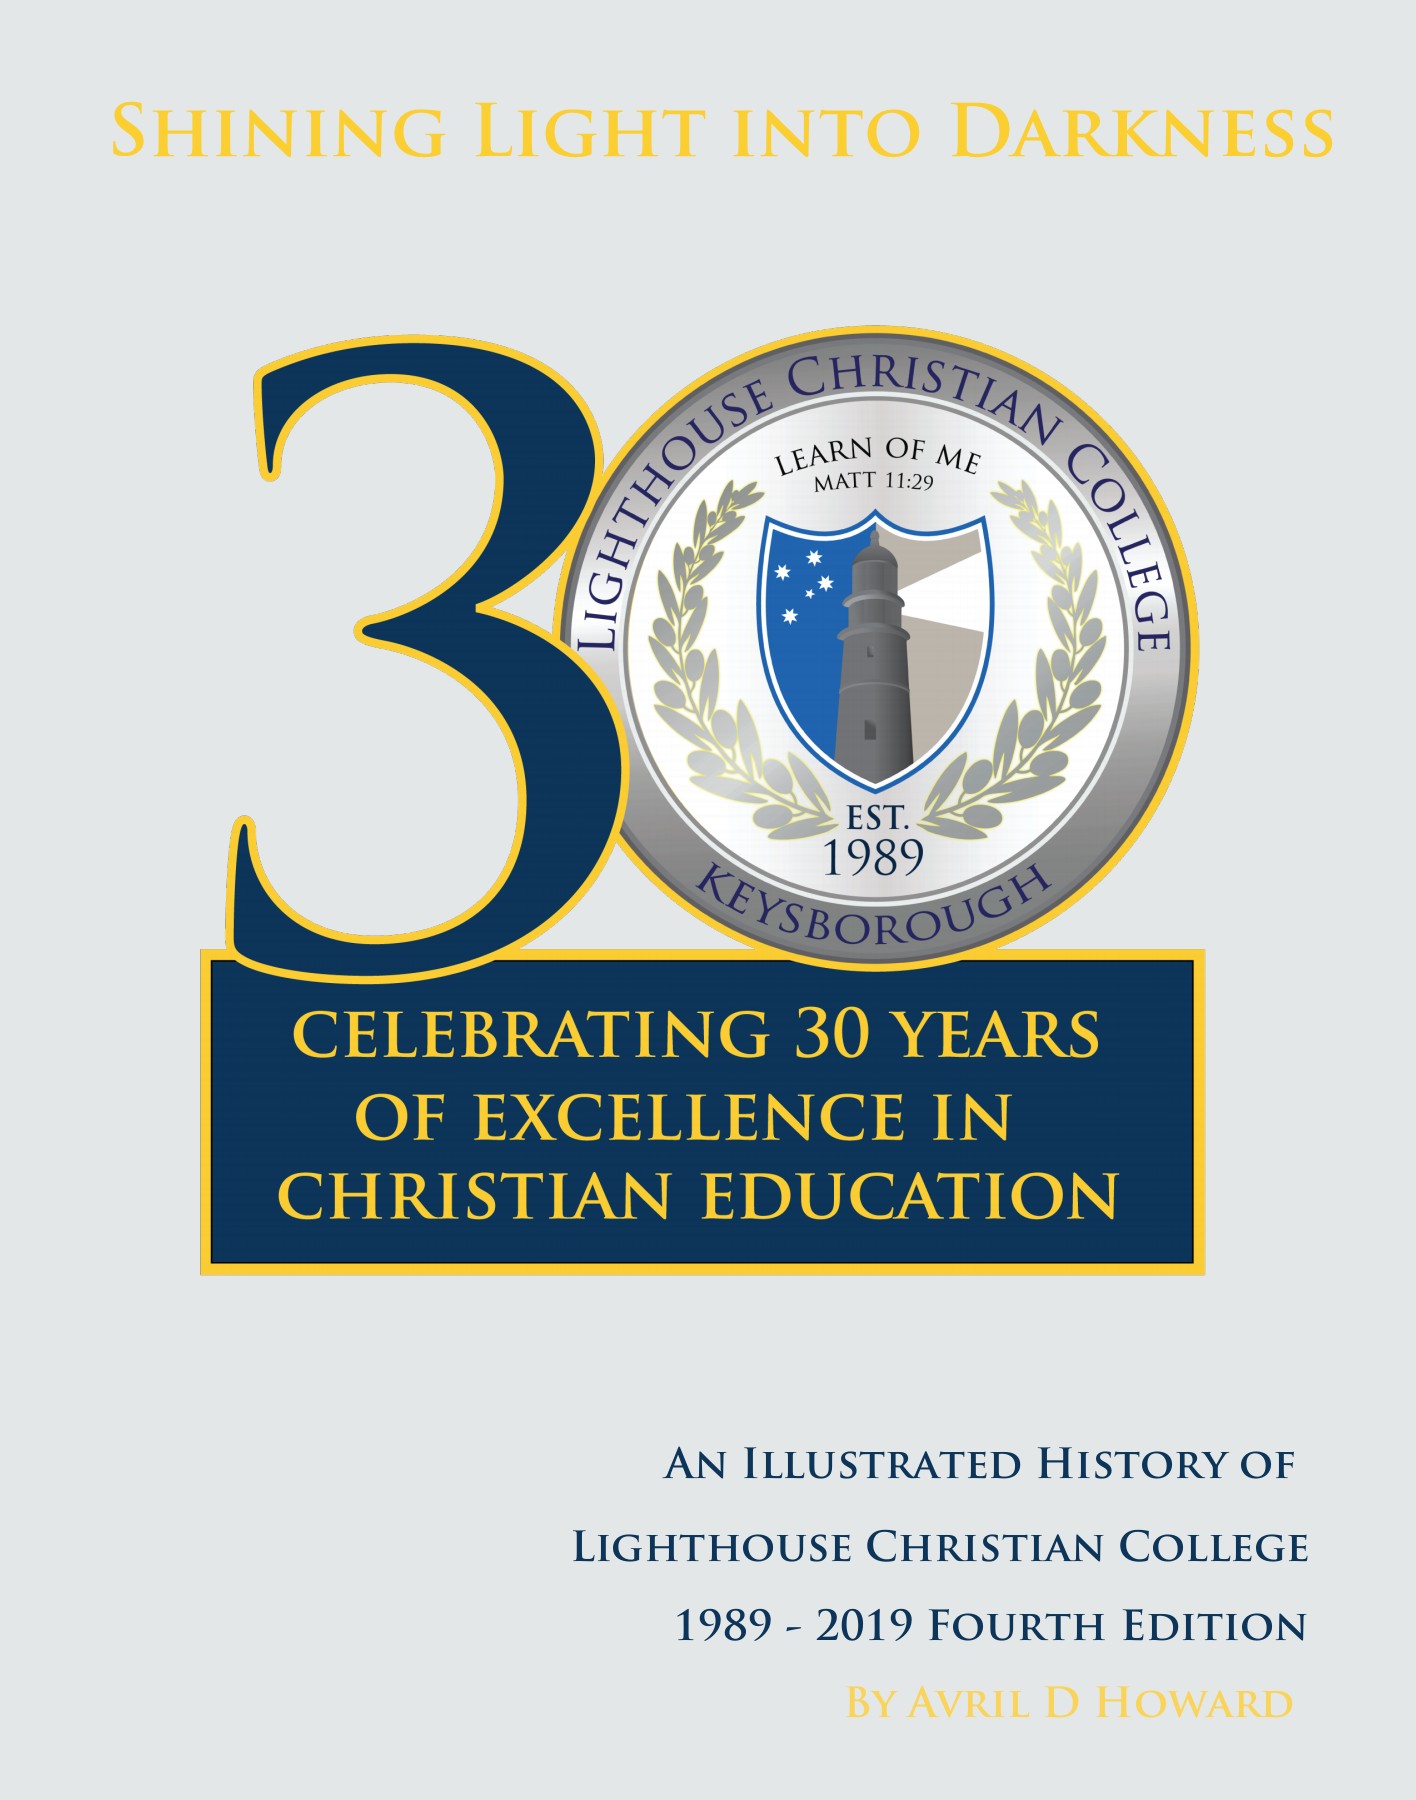 Shining Light into Darkness
30
Lighthouse Christian College
LEARN OF ME
MATT 11:29
EST.
1989
KEYSBOROUGH
CELEBRATING 30 YEARS
OF EXCELLENCE IN
CHRISTIAN EDUCATION
An Illustrated History of
Lighthouse Christian College
1989 - 2019 Fourth Edition
By Avril D Howard